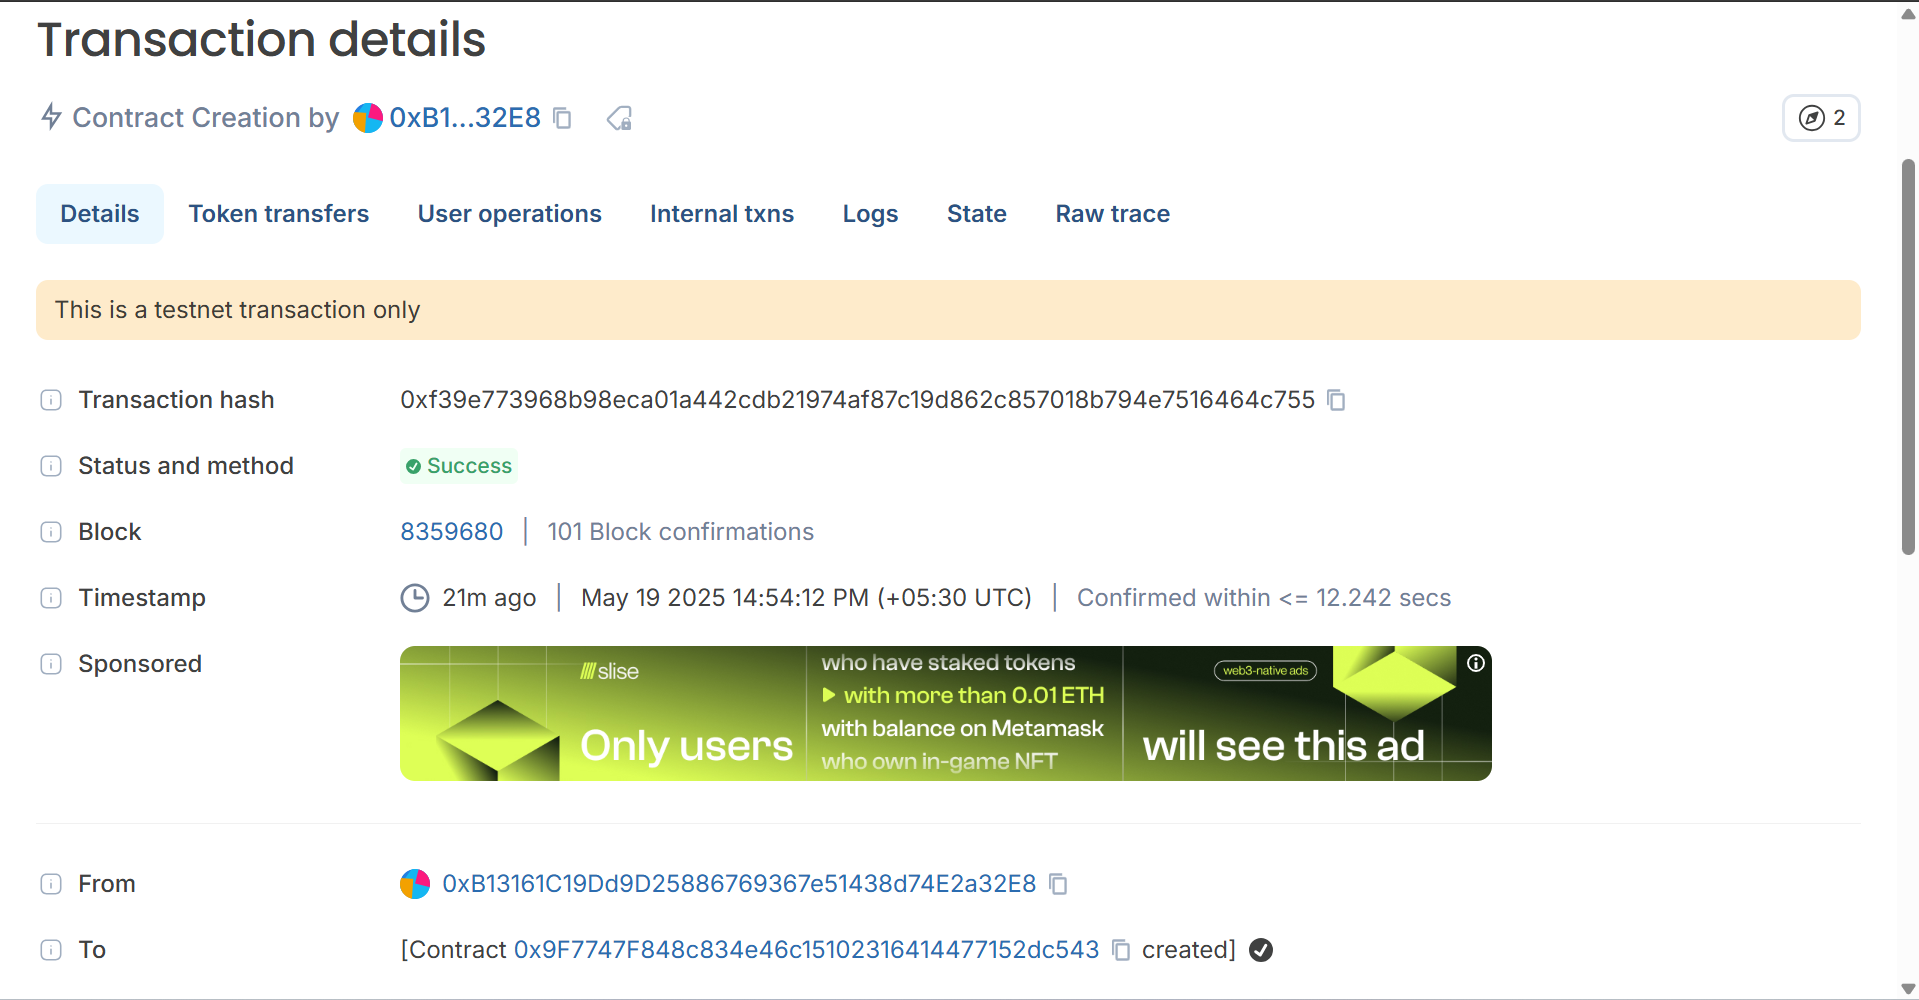 Transaction details
Contract Creation by 0xB1...32E8
2
Details Token transfers User operations Internal txns Logs State Raw trace
This is a testnet transaction only
Transaction hash 0xf39e773968b98eca01a442cdb21974af87c19d862c857018b794e7516464c755
Status and method Success
Block 8359680 | 101 Block confirmations
Timestamp 21m ago | May 19 2025 14:54:12 PM (+05:30 UTC) | Confirmed within <= 12.242 secs
Sponsored
slise
Only users
who have staked tokens
with more than 0.01 ETH
with balance on Metamask
who own in-game NFT
web3-native ads
will see this ad
From 0xB13161C19Dd9D25886769367e51438d74E2a32E8
To [Contract 0x9F7747F848c834e46c15102316414477152dc543 created]